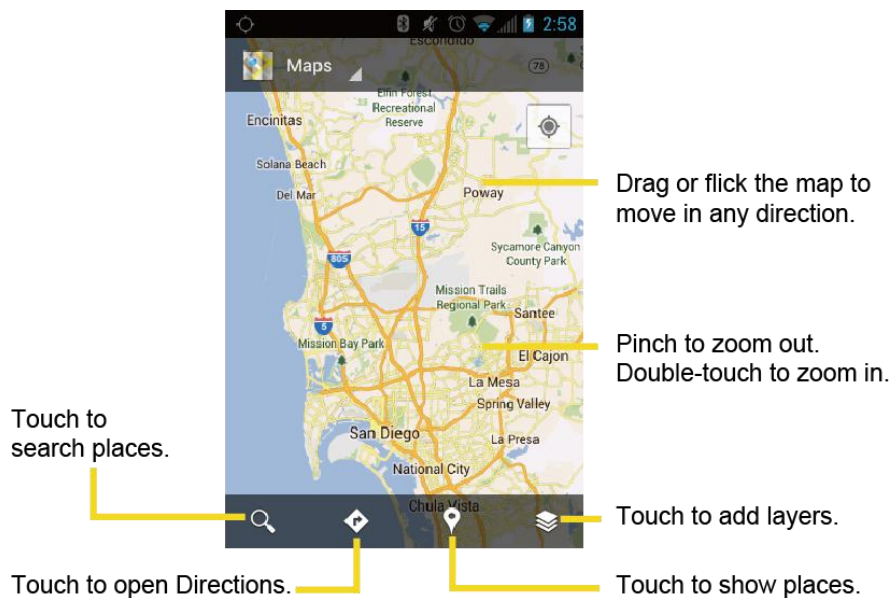 2:58
Escondido
Maps
78
Elfin Forest
Recreational
Reserve
Encinitas
Solana Beach
Del Mar
Poway
Drag or flick the map to
move in any direction.
15
Sycamore Canyon
County Park
805
Mission Trails
Regional Park
Santee
5
Mission Bay Park
El Cajon
Pinch to zoom out.
Double-touch to zoom in.
La Mesa
Spring Valley
Touch to
search places.
San Diego
La Presa
National City
Chula Vista
Touch to add layers.
Touch to open Directions.
Touch to show places.